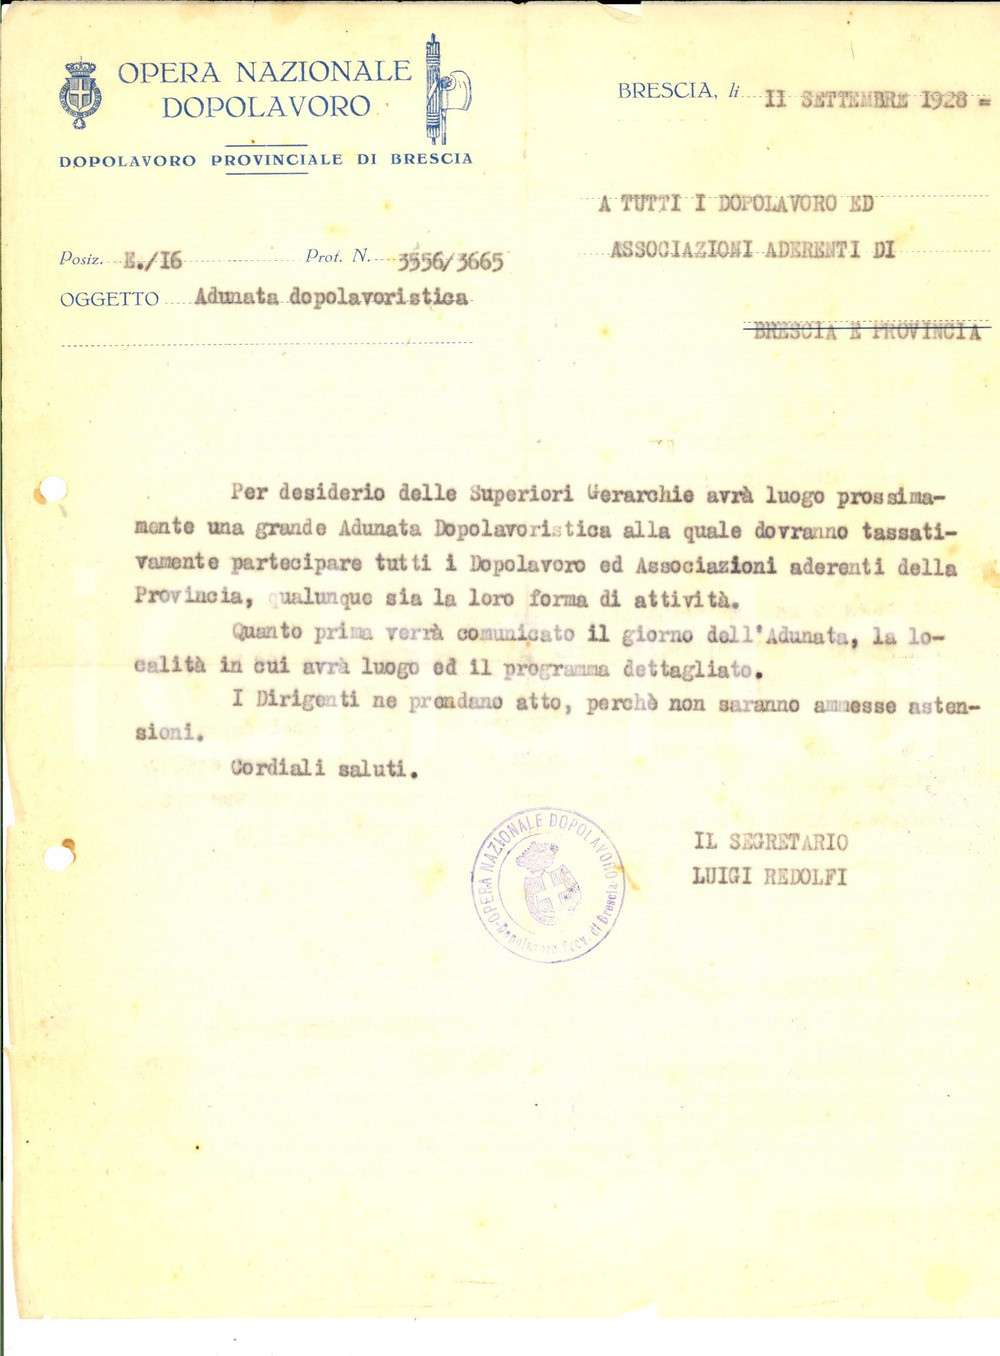 OPERA NAZIONALE
DOPOLAVORO
DOPOLAVORO PROVINCIALE DI BRESCIA
BRESCIA, li 11 SETTEMBRE 1928 =
A TUTTI I DOPOLAVORO ED
ASSOCIAZIONI ADERENTI DI
BRESCIA E PROVINCIA
Posiz. E./I6 Prot. N. 3556/3665
OGGETTO Adunata dopolavoristica
Per desiderio delle Superiori Gerarchie avrà luogo prossima-
mente una grande Adunata Dopolavoristica alla quale dovranno tassati-
vamente partecipare tutti i Dopolavoro ed Associazioni aderenti della
Provincia, qualunque sia la loro forma di attività.
Quanto prima verrà comunicato il giorno dell'Adunata, la lo-
calità in cui avrà luogo ed il programma dettagliato.
I Dirigenti ne prendano atto, perchè non saranno ammesse asten-
sioni.
Cordiali saluti.
IL SEGRETARIO
LUIGI REDOLFI
OPERA NAZIONALE DOPOLAVORO
Dopolavoro Prov. di Brescia